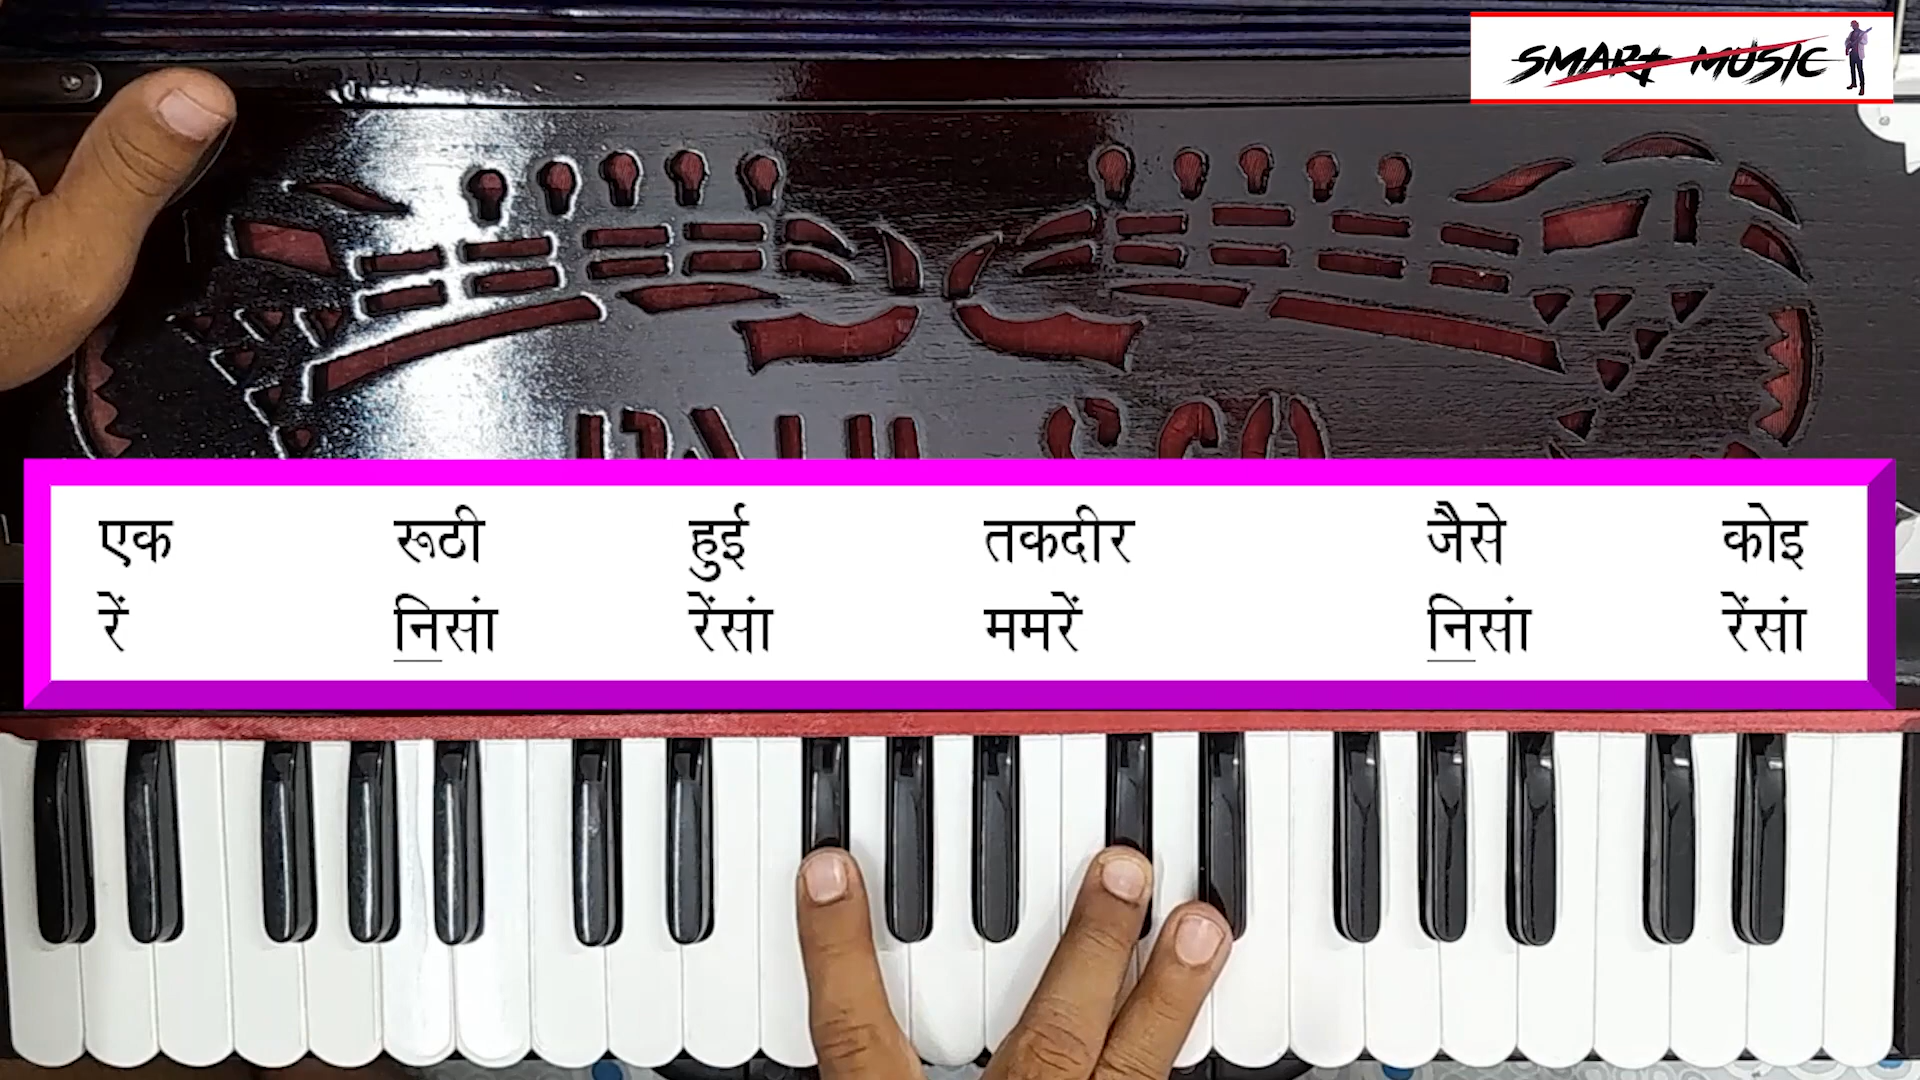 SMART MUSIC
एक रूठी हुई तकदीर जैसे कोइ
रें निसां रेंसां ममरें निसां रेंसां